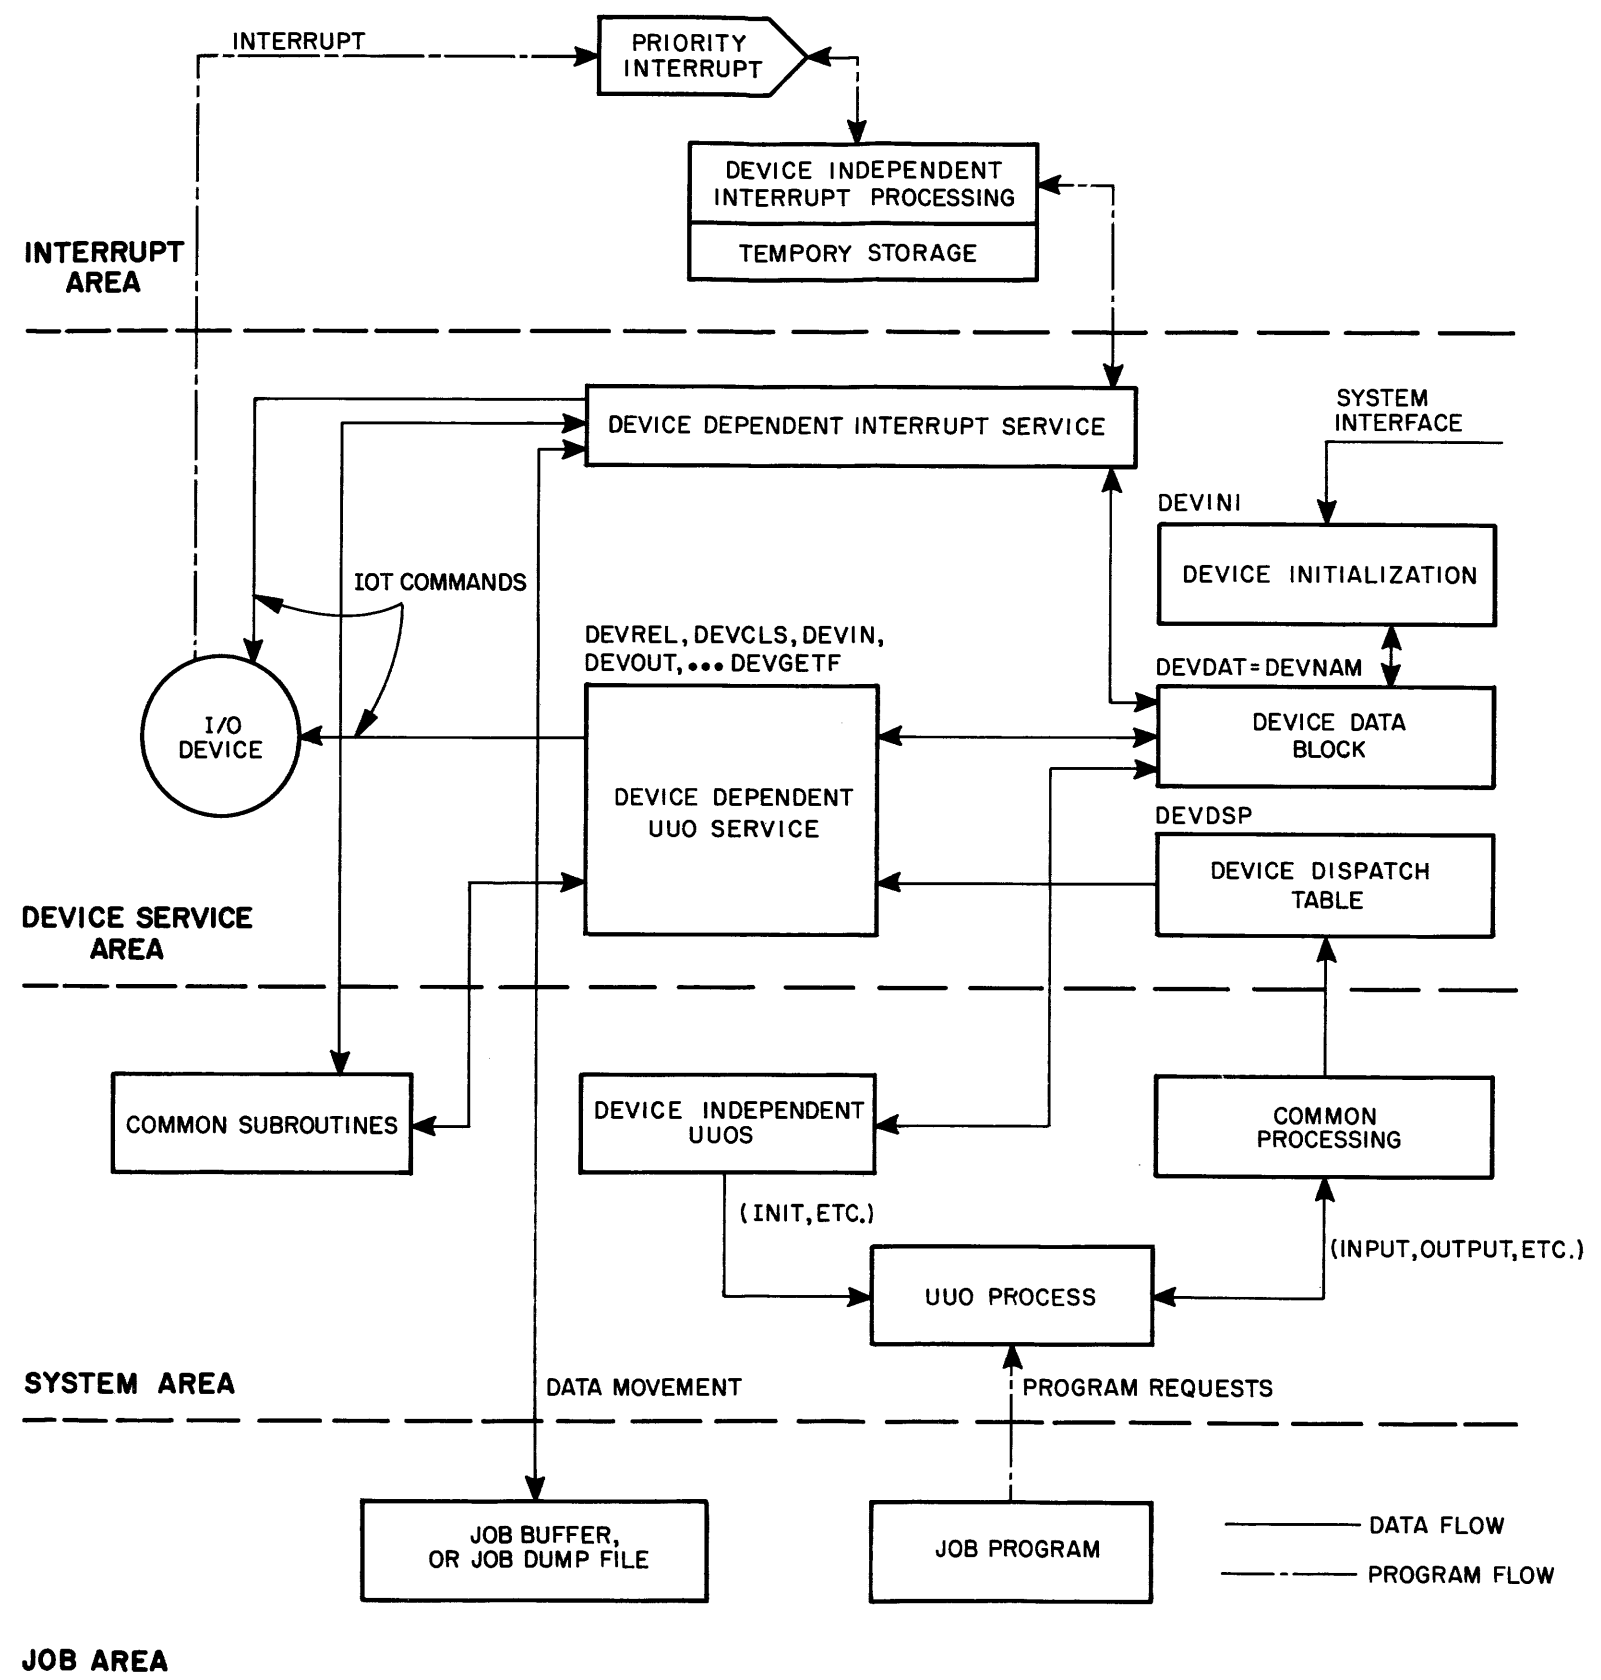 INTERRUPT
PRIORITY
INTERRUPT
DEVICE INDEPENDENT
INTERRUPT PROCESSING
TEMPORY STORAGE
INTERRUPT
AREA
DEVICE DEPENDENT INTERRUPT SERVICE
SYSTEM
INTERFACE
DEVINI
DEVICE INITIALIZATION
IOT COMMANDS
DEVREL, DEVCLS, DEVIN,
DEVOUT, ••• DEVGETF
DEVDAT = DEVNAM
I/O
DEVICE
DEVICE DATA
BLOCK
DEVICE DEPENDENT
UUO SERVICE
DEVDSP
DEVICE DISPATCH
TABLE
DEVICE SERVICE
AREA
COMMON SUBROUTINES
DEVICE INDEPENDENT
UUOS
COMMON
PROCESSING
(INIT, ETC.)
(INPUT, OUTPUT, ETC.)
UUO PROCESS
SYSTEM AREA
DATA MOVEMENT
PROGRAM REQUESTS
JOB BUFFER,
OR JOB DUMP FILE
JOB PROGRAM
DATA FLOW
PROGRAM FLOW
JOB AREA